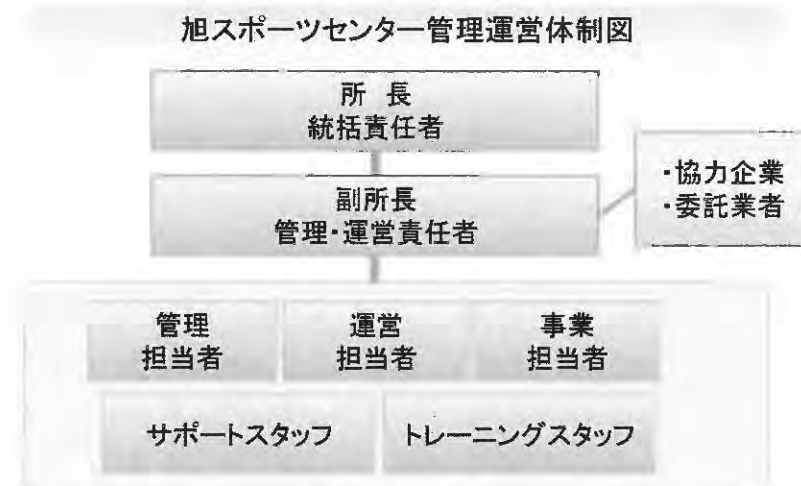 旭スポーツセンター管理運営体制図
所 長
統括責任者
副所長
管理・運営責任者
・協力企業
・委託業者
管理
担当者
運営
担当者
事業
担当者
サポートスタッフ
トレーニングスタッフ